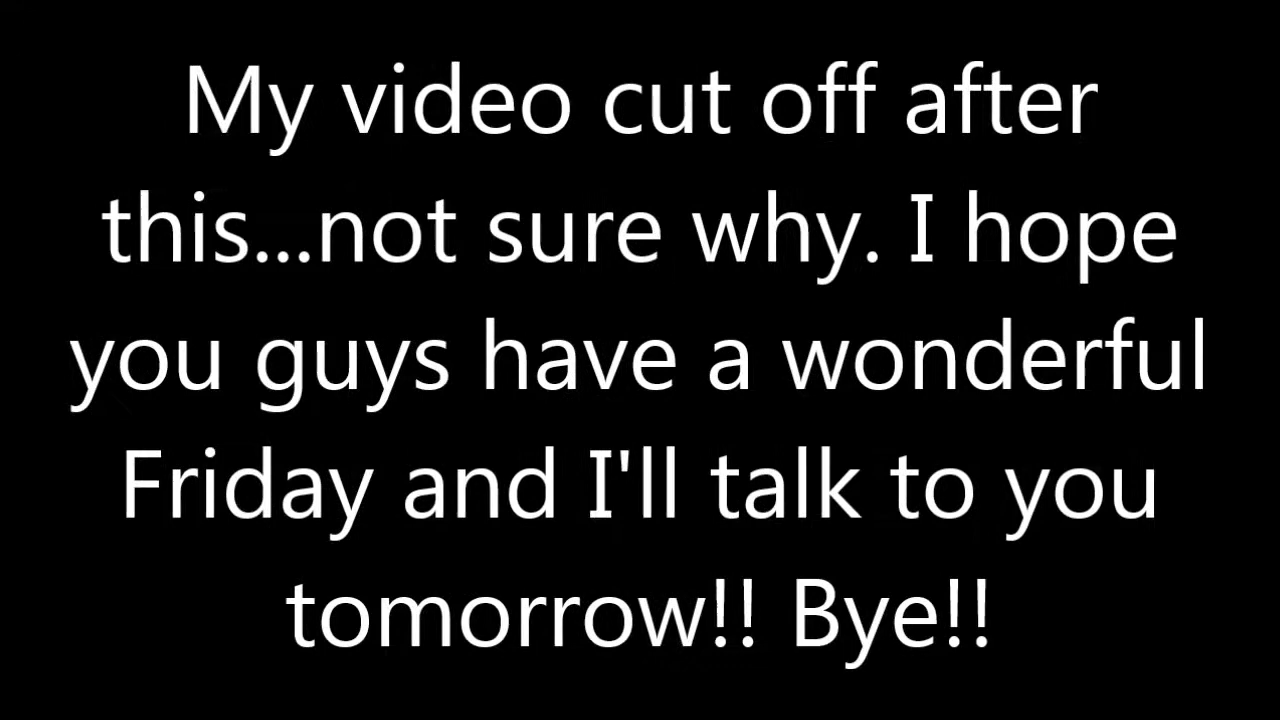 My video cut off after
this...not sure why. I hope
you guys have a wonderful
Friday and I'll talk to you
tomorrow!! Bye!!